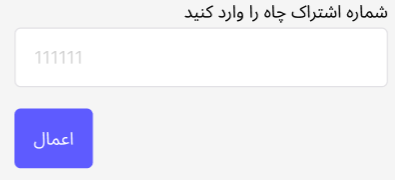 شماره اشتراک چاه را وارد کنید
111111
اعمال